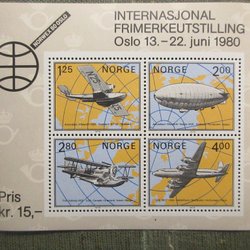 NORWEX 80 OSLO
INTERNASJONAL
FRIMERKEUTSTILLING
Oslo 13.–22. juni 1980
1.25 NORGE
NORGE 2.00
2.80 NORGE
NORGE 4.00
Pris
kr. 15,–